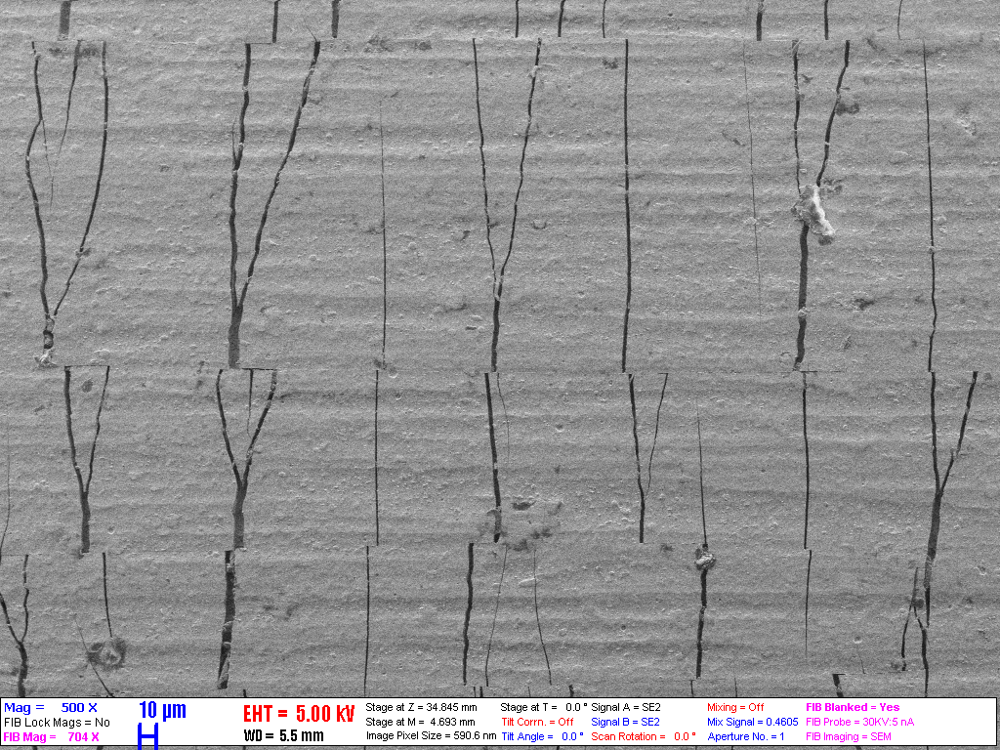 Mag = 500 X
FIB Lock Mags = No
FIB Mag = 704 X
10 µm
EHT = 5.00 kV
WD = 5.5 mm
Stage at Z = 34.845 mm
Stage at M = 4.693 mm
Image Pixel Size = 590.6 nm
Stage at T = 0.0 °
Tilt Corrn. = Off
Tilt Angle = 0.0 °
Signal A = SE2
Signal B = SE2
Scan Rotation = 0.0 °
Mixing = Off
Mix Signal = 0.4605
Aperture No. = 1
FIB Blanked = Yes
FIB Probe = 30KV:5 nA
FIB Imaging = SEM